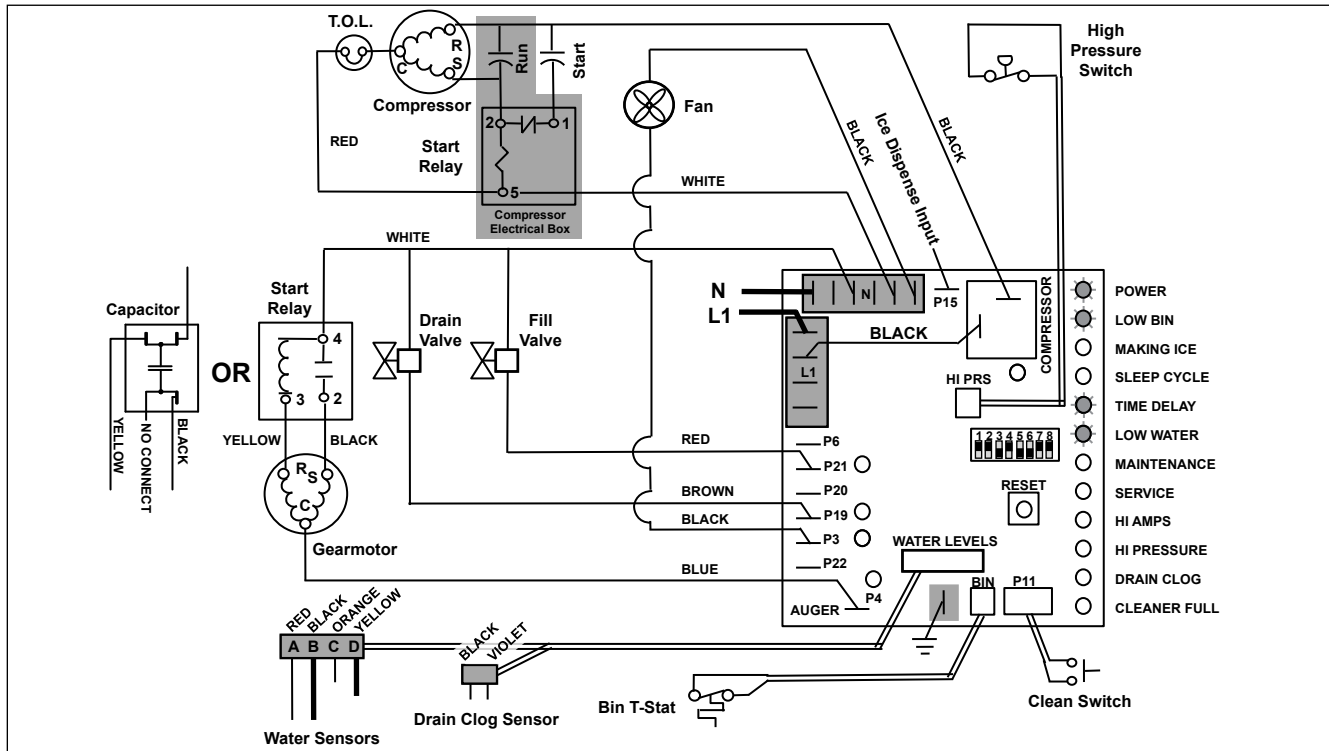 T.O.L.
R
S
C
Compressor
Run
Start
2
1
Start
Relay
5
Compressor
Electrical Box
RED
WHITE
Fan
BLACK
Ice Dispense Input
BLACK
High
Pressure
Switch
WHITE
Capacitor
YELLOW
NO CONNECT
BLACK
OR
Start
Relay
4
3
2
YELLOW
BLACK
R
S
C
Gearmotor
Drain
Valve
Fill
Valve
N
L1
N
P15
BLACK
COMPRESSOR
L1
HI PRS
1 2 3 4 5 6 7 8
RESET
RED
P6
P21
BROWN
P20
P19
BLACK
P3
P22
BLUE
P4
AUGER
WATER LEVELS
BIN
P11
POWER
LOW BIN
MAKING ICE
SLEEP CYCLE
TIME DELAY
LOW WATER
MAINTENANCE
SERVICE
HI AMPS
HI PRESSURE
DRAIN CLOG
CLEANER FULL
RED
BLACK
ORANGE
YELLOW
A B C D
Water Sensors
BLACK
VIOLET
Drain Clog Sensor
Bin T-Stat
Clean Switch